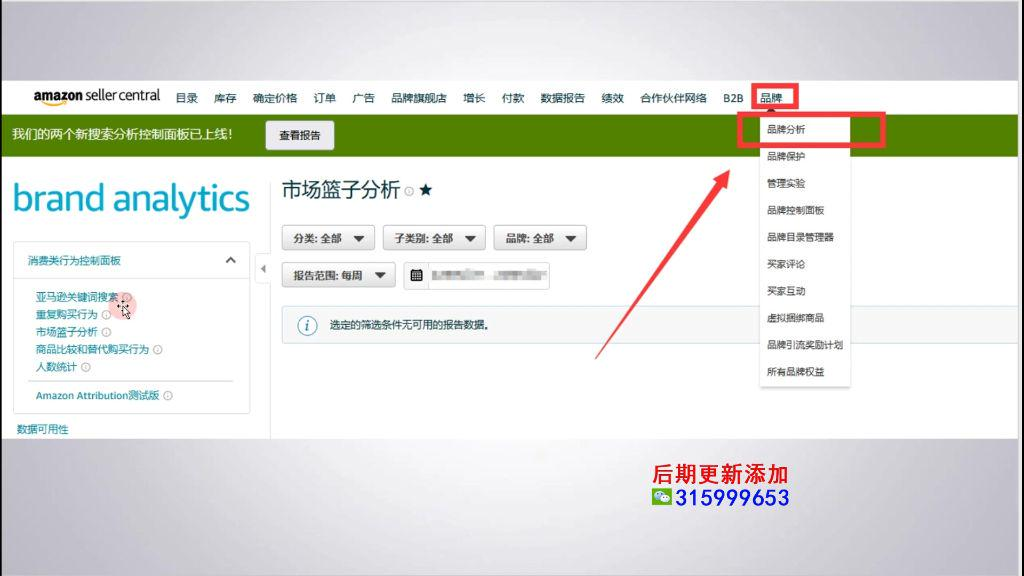 amazon seller central 目录 库存 确定价格 订单 广告 品牌旗舰店 增长 付款 数据报告 绩效 合作伙伴网络 B2B 品牌
我们的两个新搜索分析控制面板已上线！ 查看报告
品牌分析
品牌保护
管理实验
品牌控制面板
品牌目录管理器
买家评论
买家互动
虚拟捆绑商品
品牌引流奖励计划
所有品牌权益
brand analytics
消费类行为控制面板
亚马逊关键词搜索
重复购买行为
市场篮子分析
商品比较和替代购买行为
人数统计
Amazon Attribution测试版
数据可用性
市场篮子分析
分类: 全部 子类别: 全部 品牌: 全部
报告范围: 每周
选定的筛选条件无可用的报告数据。
后期更新添加
315999653